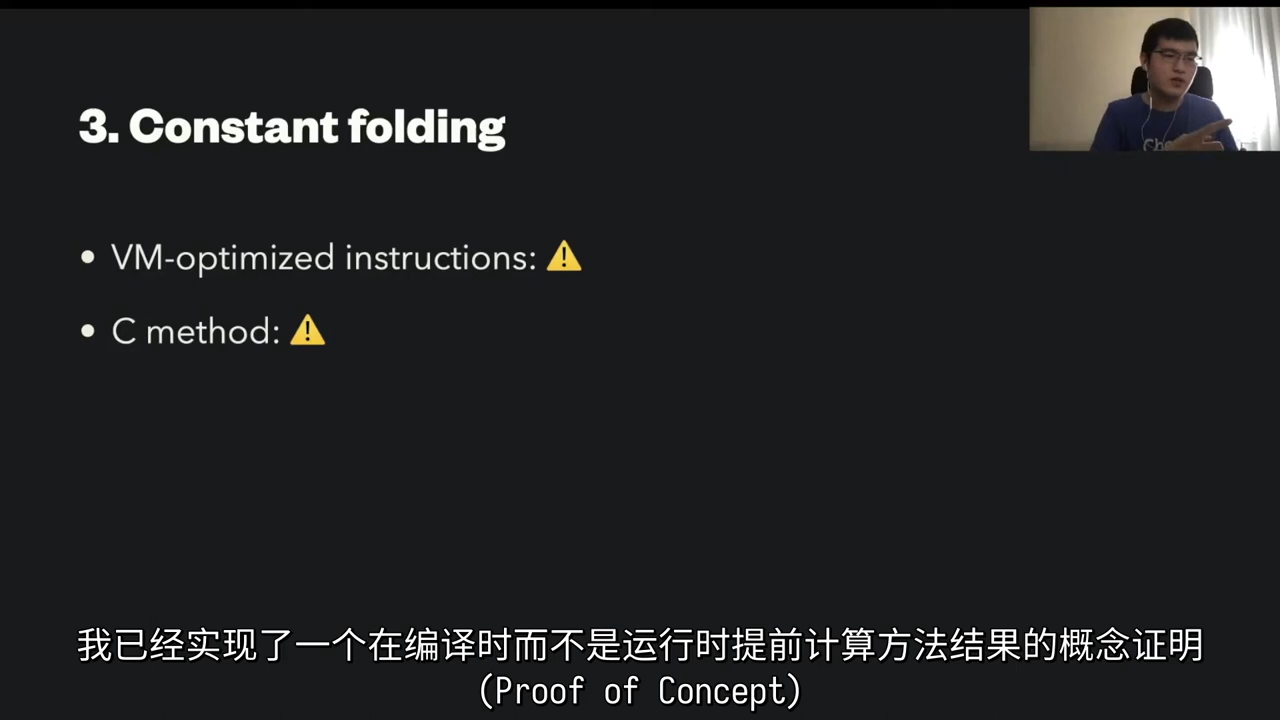 3. Constant folding
• VM-optimized instructions: ⚠️
• C method: ⚠️
我已经实现了一个在编译时而不是运行时提前计算方法结果的概念证明
(Proof of Concept)